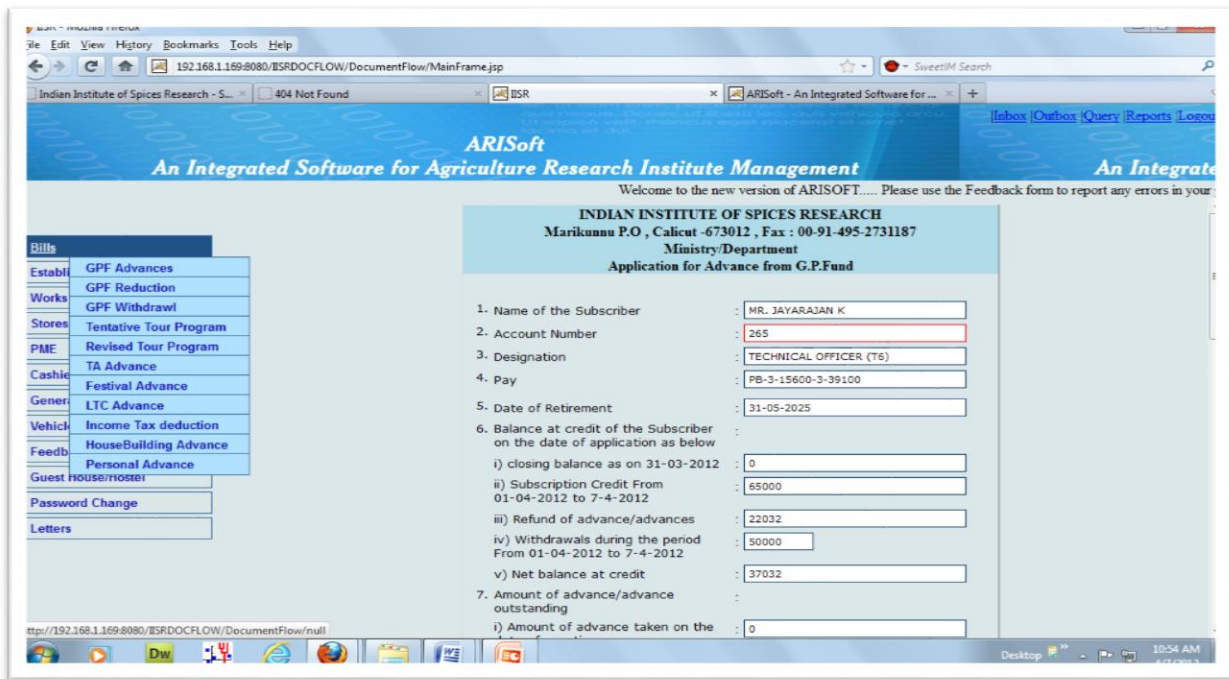 File Edit View History Bookmarks Tools Help
192.168.1.169:8080/IISRDOCFLOW/DocumentFlow/MainFrame.jsp
SweetIM Search
Indian Institute of Spices Research - S...
404 Not Found
IISR
ARISoft - An Integrated Software for ...
|Inbox |Outbox |Query |Reports |Logou
ARISoft
An Integrated Software for Agriculture Research Institute Management
An Integrate
Welcome to the new version of ARISOFT..... Please use the Feedback form to report any errors in your
INDIAN INSTITUTE OF SPICES RESEARCH
Marikunnu P.O , Calicut -673012 , Fax : 00-91-495-2731187
Ministry/Department
Application for Advance from G.P.Fund
Bills
Establi
Works
Stores
PME
Cashie
Gener
Vehicl
Feedb
Guest House/Hostel
Password Change
Letters
GPF Advances
GPF Reduction
GPF Withdrawl
Tentative Tour Program
Revised Tour Program
TA Advance
Festival Advance
LTC Advance
Income Tax deduction
HouseBuilding Advance
Personal Advance
1. Name of the Subscriber : MR. JAYARAJAN K
2. Account Number : 265
3. Designation : TECHNICAL OFFICER (T6)
4. Pay : PB-3-15600-3-39100
5. Date of Retirement : 31-05-2025
6. Balance at credit of the Subscriber :
on the date of application as below
i) closing balance as on 31-03-2012 : 0
ii) Subscription Credit From : 65000
01-04-2012 to 7-4-2012
iii) Refund of advance/advances : 22032
iv) Withdrawals during the period : 50000
From 01-04-2012 to 7-4-2012
v) Net balance at credit : 37032
7. Amount of advance/advance :
outstanding
i) Amount of advance taken on the : 0
ttp://192.168.1.169:8080/IISRDOCFLOW/DocumentFlow/null
Dw
Desktop
10:54 AM